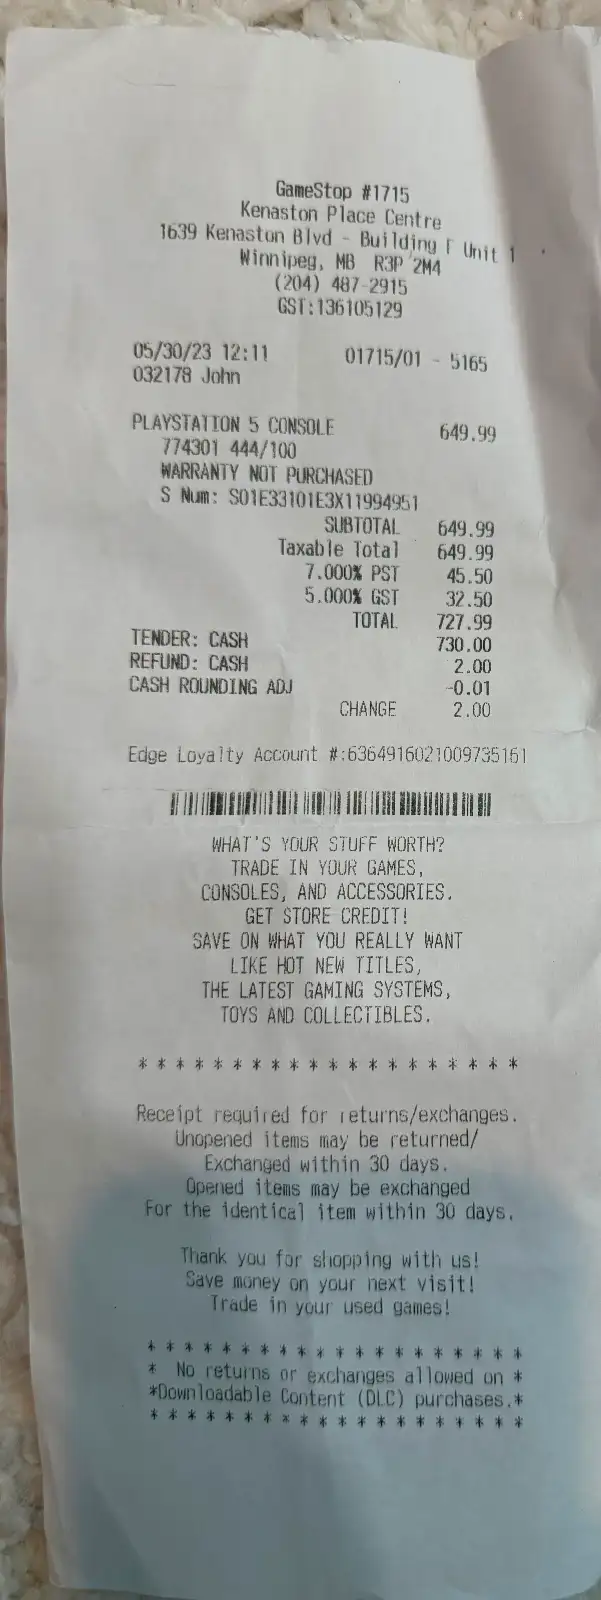 GameStop #1715
Kenaston Place Centre
1639 Kenaston Blvd - Building F Unit 1
Winnipeg, MB R3P 2M4
(204) 487-2915
GST:136105129
05/30/23 12:11 01715/01 - 5165
032178 John
PLAYSTATION 5 CONSOLE 649.99
774301 444/100
WARRANTY NOT PURCHASED
S Num: S01E33101E3X11994951
SUBTOTAL 649.99
Taxable Total 649.99
7.000% PST 45.50
5.000% GST 32.50
TOTAL 727.99
TENDER: CASH 730.00
REFUND: CASH 2.00
CASH ROUNDING ADJ -0.01
CHANGE 2.00
Edge Loyalty Account #:6364916021009735161
WHAT'S YOUR STUFF WORTH?
TRADE IN YOUR GAMES,
CONSOLES, AND ACCESSORIES.
GET STORE CREDIT!
SAVE ON WHAT YOU REALLY WANT
LIKE HOT NEW TITLES,
THE LATEST GAMING SYSTEMS,
TOYS AND COLLECTIBLES.
* * * * * * * * * * * * * * * * * * * * *
Receipt required for returns/exchanges.
Unopened items may be returned/
Exchanged within 30 days.
Opened items may be exchanged
For the identical item within 30 days.
Thank you for shopping with us!
Save money on your next visit!
Trade in your used games!
* * * * * * * * * * * * * * * * * * * * *
* No returns or exchanges allowed on *
*Downloadable Content (DLC) purchases.*
* * * * * * * * * * * * * * * * * * * * *